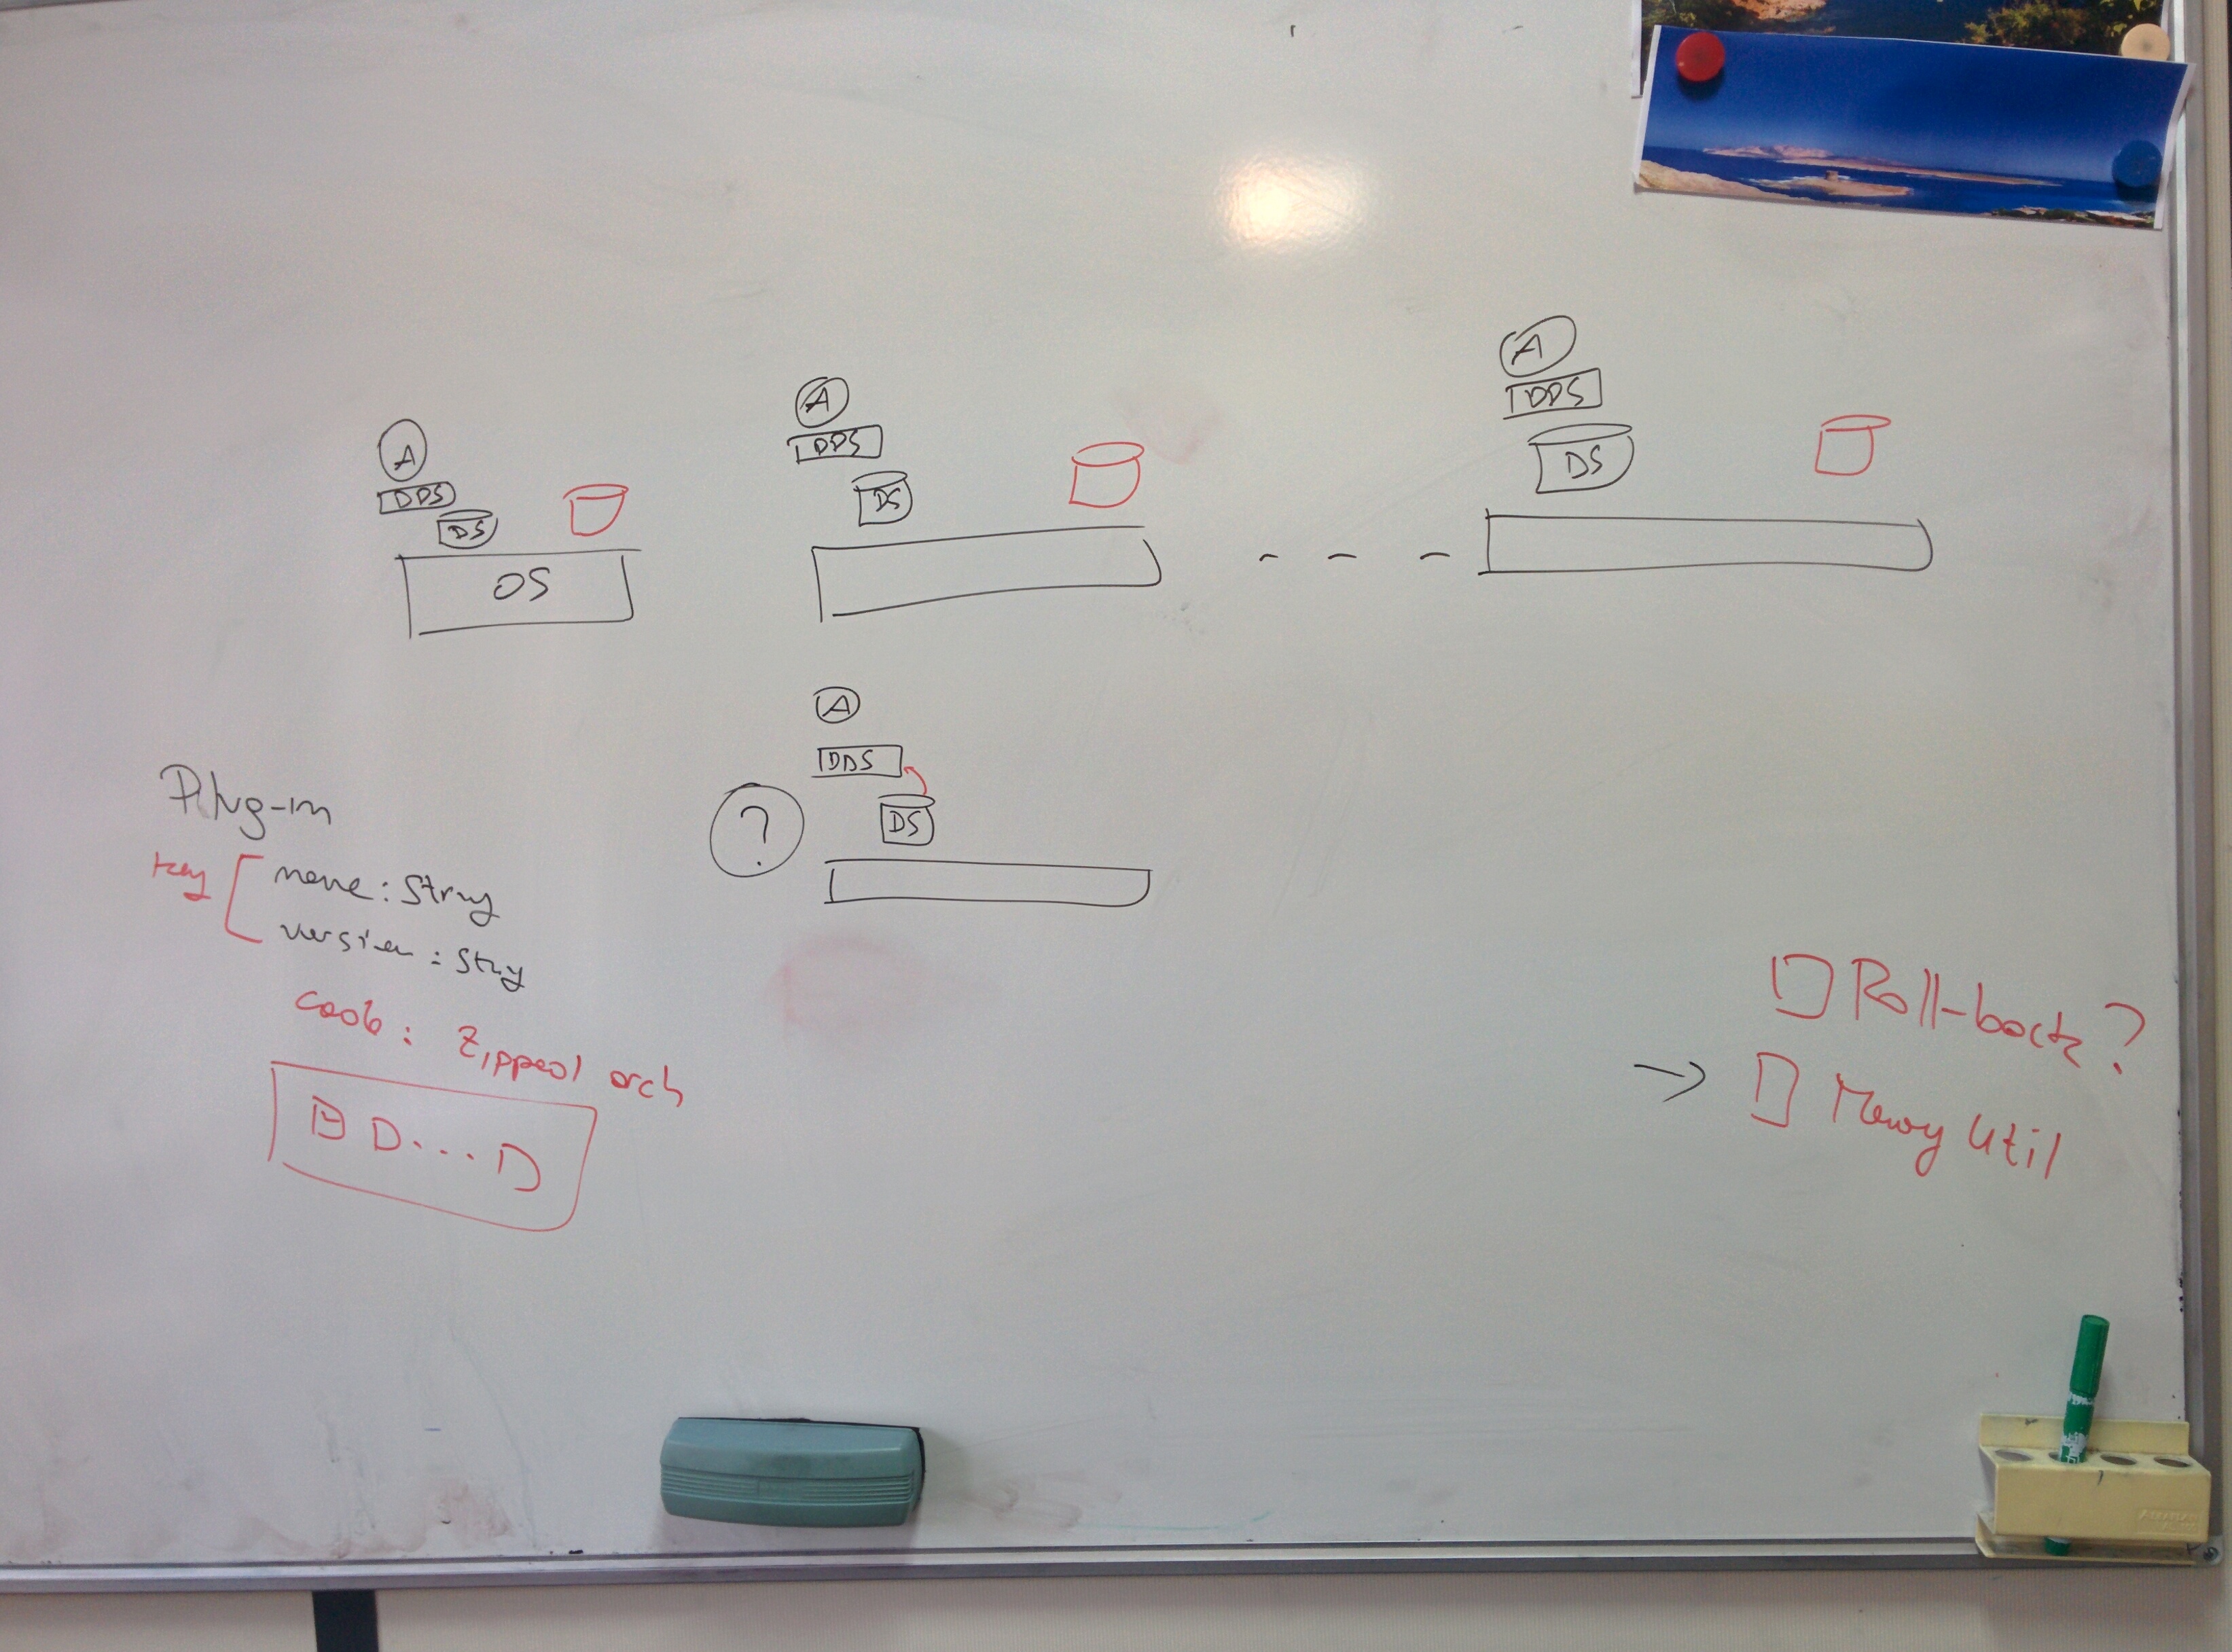 A
DDS
DS
OS
A
DDS
DS
- - -
A
DDS
DS
A
DDS
DS
?
Plug-in
key
name: String
version: String
code: Zipped arch
D D... D
Roll-back?
→ Memory Util